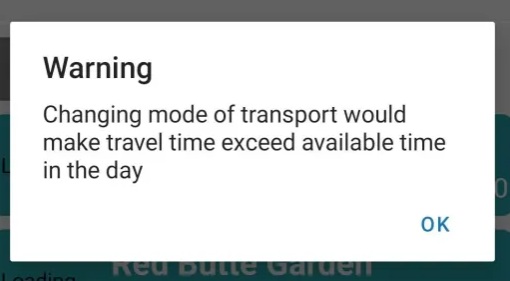 Warning
Changing mode of transport would
make travel time exceed available time
in the day
OK
Red Butte Garden
Loading